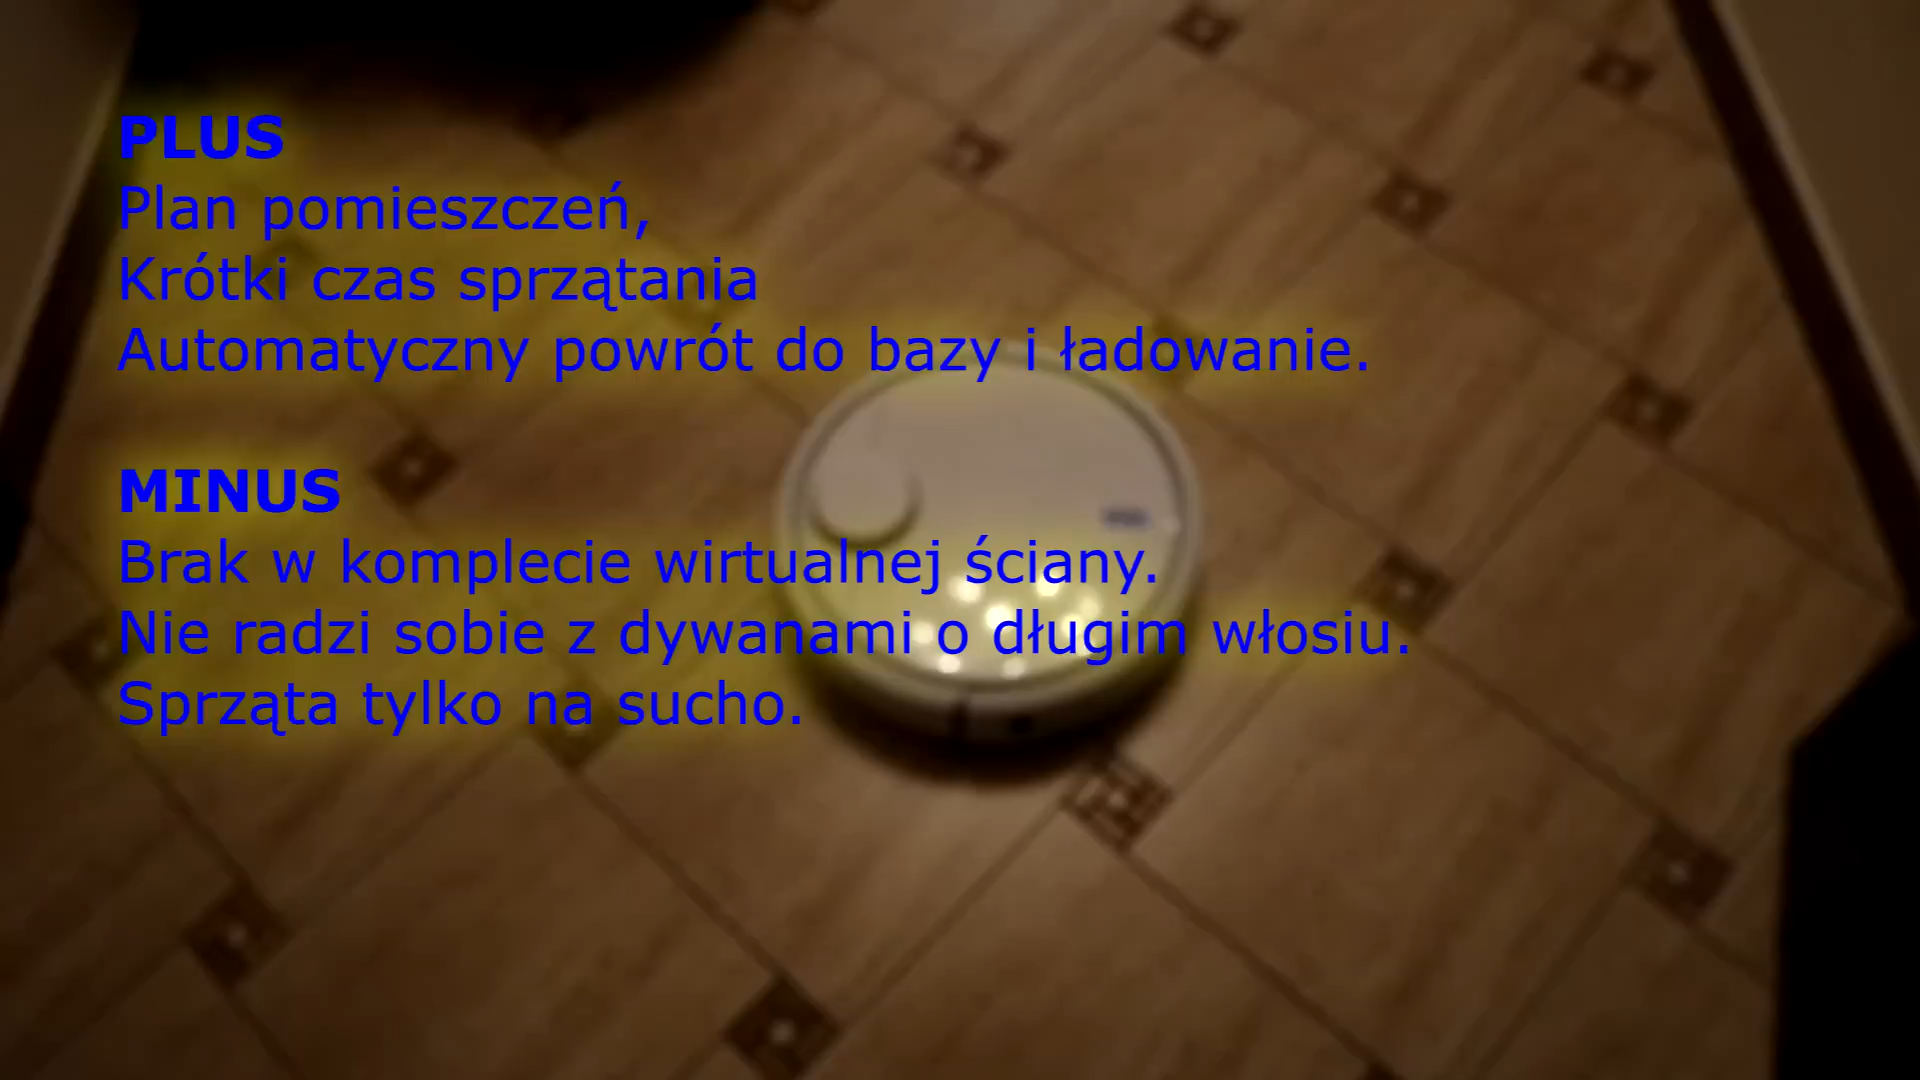 PLUS
Plan pomieszczeń,
Krótki czas sprzątania
Automatyczny powrót do bazy i ładowanie.
MINUS
Brak w komplecie wirtualnej ściany.
Nie radzi sobie z dywanami o długim włosiu.
Sprząta tylko na sucho.